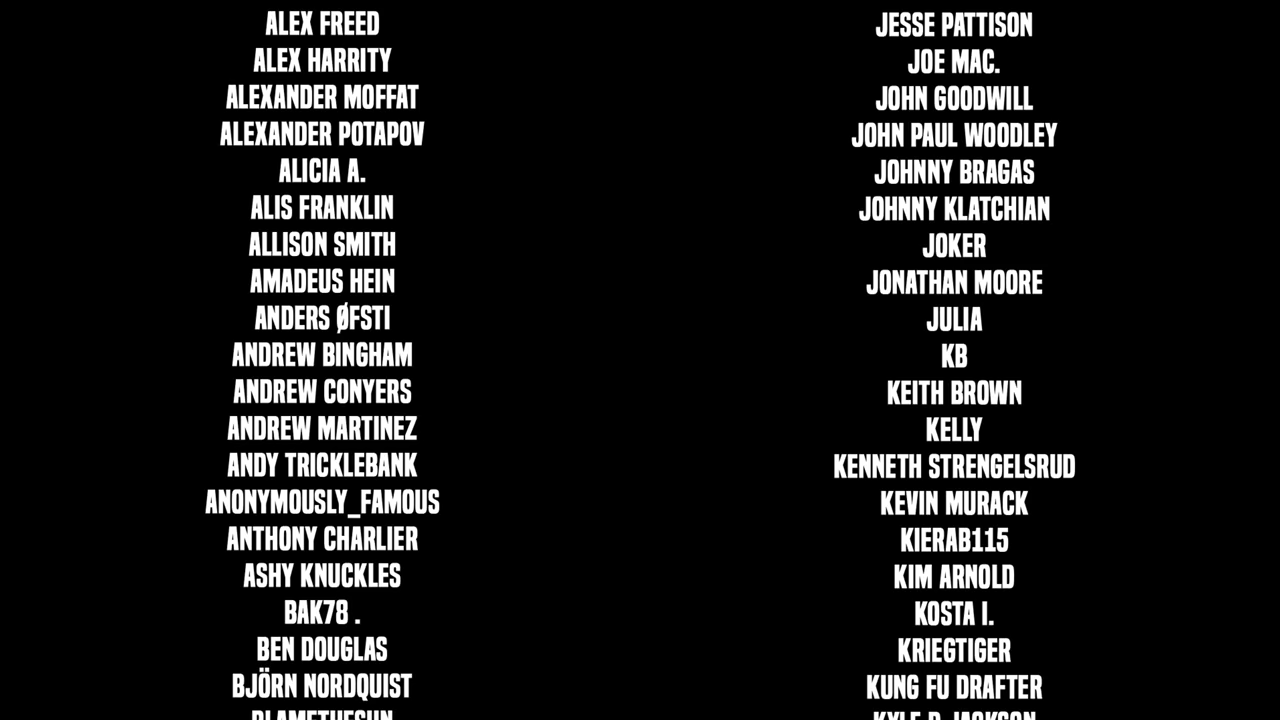 ALEX FREED
ALEX HARRITY
ALEXANDER MOFFAT
ALEXANDER POTAPOV
ALICIA A.
ALIS FRANKLIN
ALLISON SMITH
AMADEUS HEIN
ANDERS ØFSTI
ANDREW BINGHAM
ANDREW CONYERS
ANDREW MARTINEZ
ANDY TRICKLEBANK
ANONYMOUSLY_FAMOUS
ANTHONY CHARLIER
ASHY KNUCKLES
BAK78 .
BEN DOUGLAS
BJÖRN NORDQUIST
BLAMETHESUN
JESSE PATTISON
JOE MAC.
JOHN GOODWILL
JOHN PAUL WOODLEY
JOHNNY BRAGAS
JOHNNY KLATCHIAN
JOKER
JONATHAN MOORE
JULIA
KB
KEITH BROWN
KELLY
KENNETH STRENGELSRUD
KEVIN MURACK
KIERAB115
KIM ARNOLD
KOSTA I.
KRIEGTIGER
KUNG FU DRAFTER
KYLE JACKSON